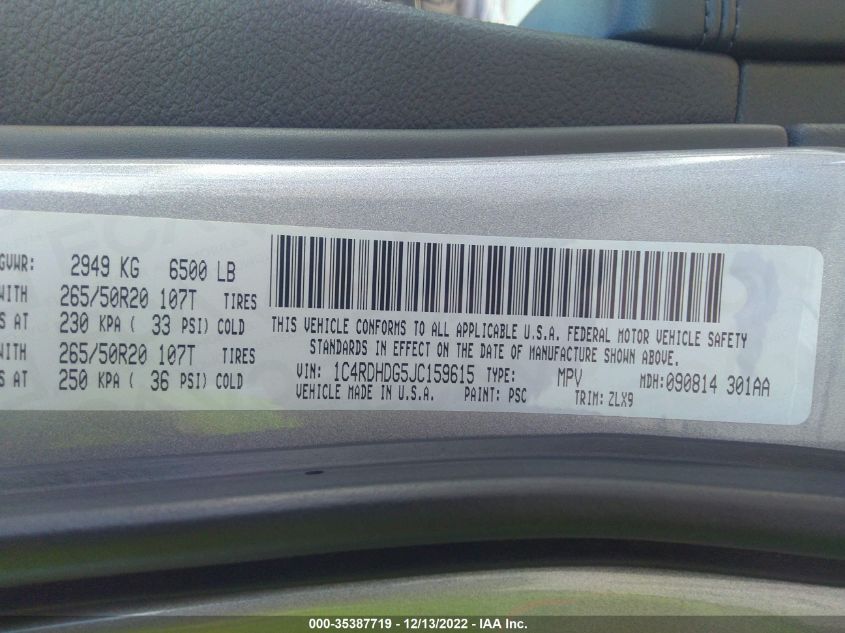 GVWR: 2949 KG 6500 LB
WITH 265/50R20 107T TIRES
S AT 230 KPA ( 33 PSI) COLD
WITH 265/50R20 107T TIRES
S AT 250 KPA ( 36 PSI) COLD
THIS VEHICLE CONFORMS TO ALL APPLICABLE U.S.A. FEDERAL MOTOR VEHICLE SAFETY
STANDARDS IN EFFECT ON THE DATE OF MANUFACTURE SHOWN ABOVE.
VIN: 1C4RDHDG5JC159615 TYPE: MPV MDH: 090814 301AA
VEHICLE MADE IN U.S.A. PAINT: PSC TRIM: ZLX9
000-35387719 - 12/13/2022 - IAA Inc.